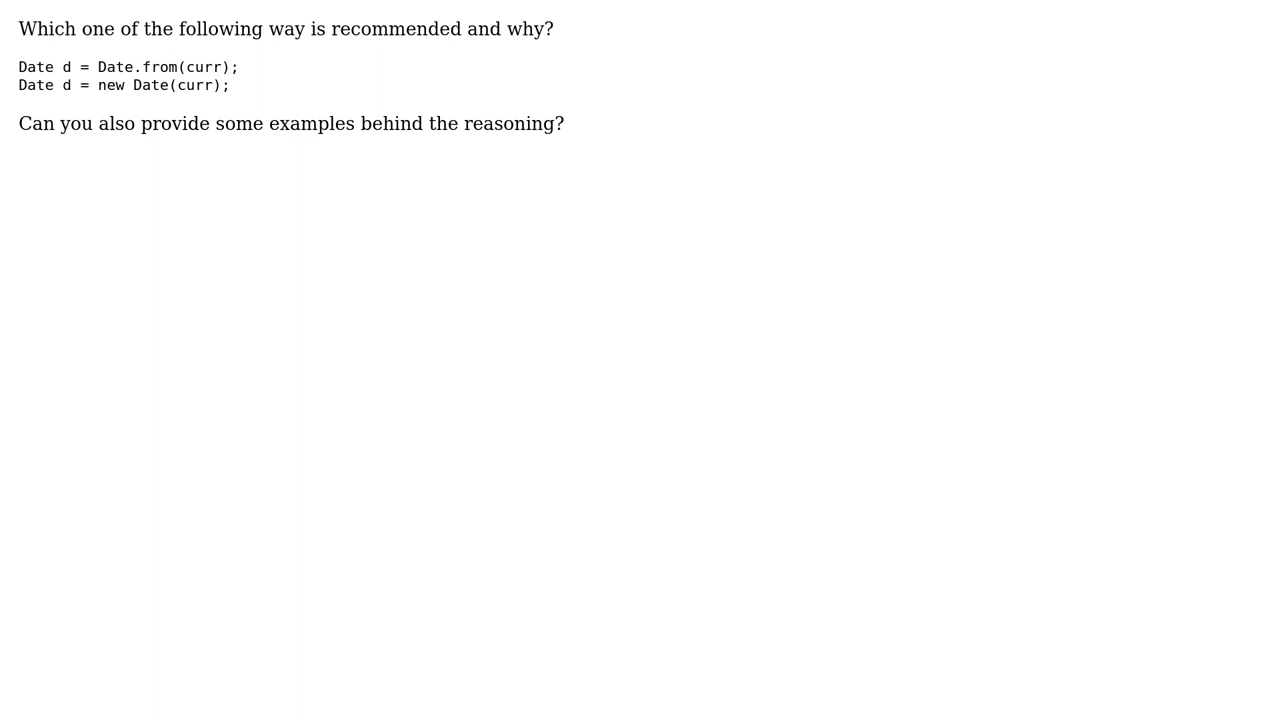 Which one of the following way is recommended and why?
Date d = Date.from(curr);
Date d = new Date(curr);
Can you also provide some examples behind the reasoning?